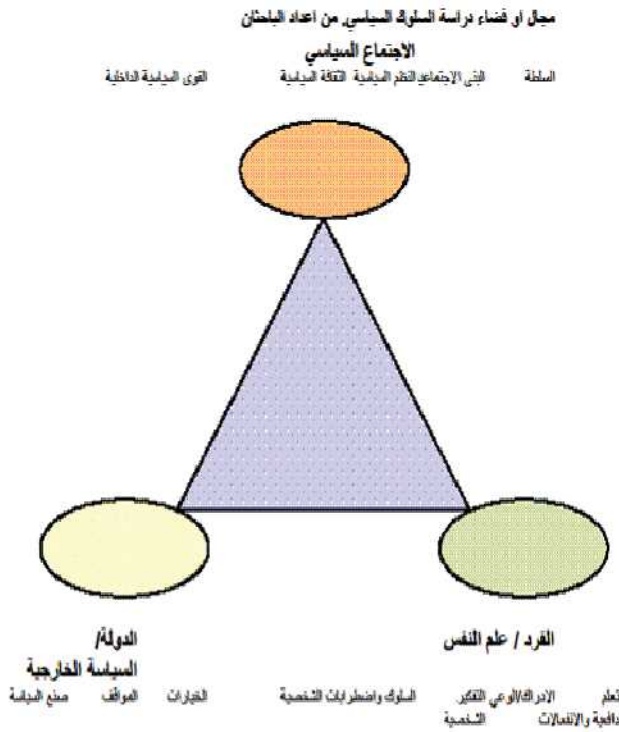 مجال او فضاء دراسة السلوك السياسي، من اعداد الباحثان
الاجتماع السياسي
السلطة البنى الاجتماعية النظم السياسية الثقافة السياسية القوى السياسية الداخلية
الفرد / علم النفس
الدولة/
السياسة الخارجية
تعلم الادراك/الوعي التفكير السلوك واضطرابات الشخصية الخيارات المواقف صنع السياسة
دافعية والانفعالات الشخصية